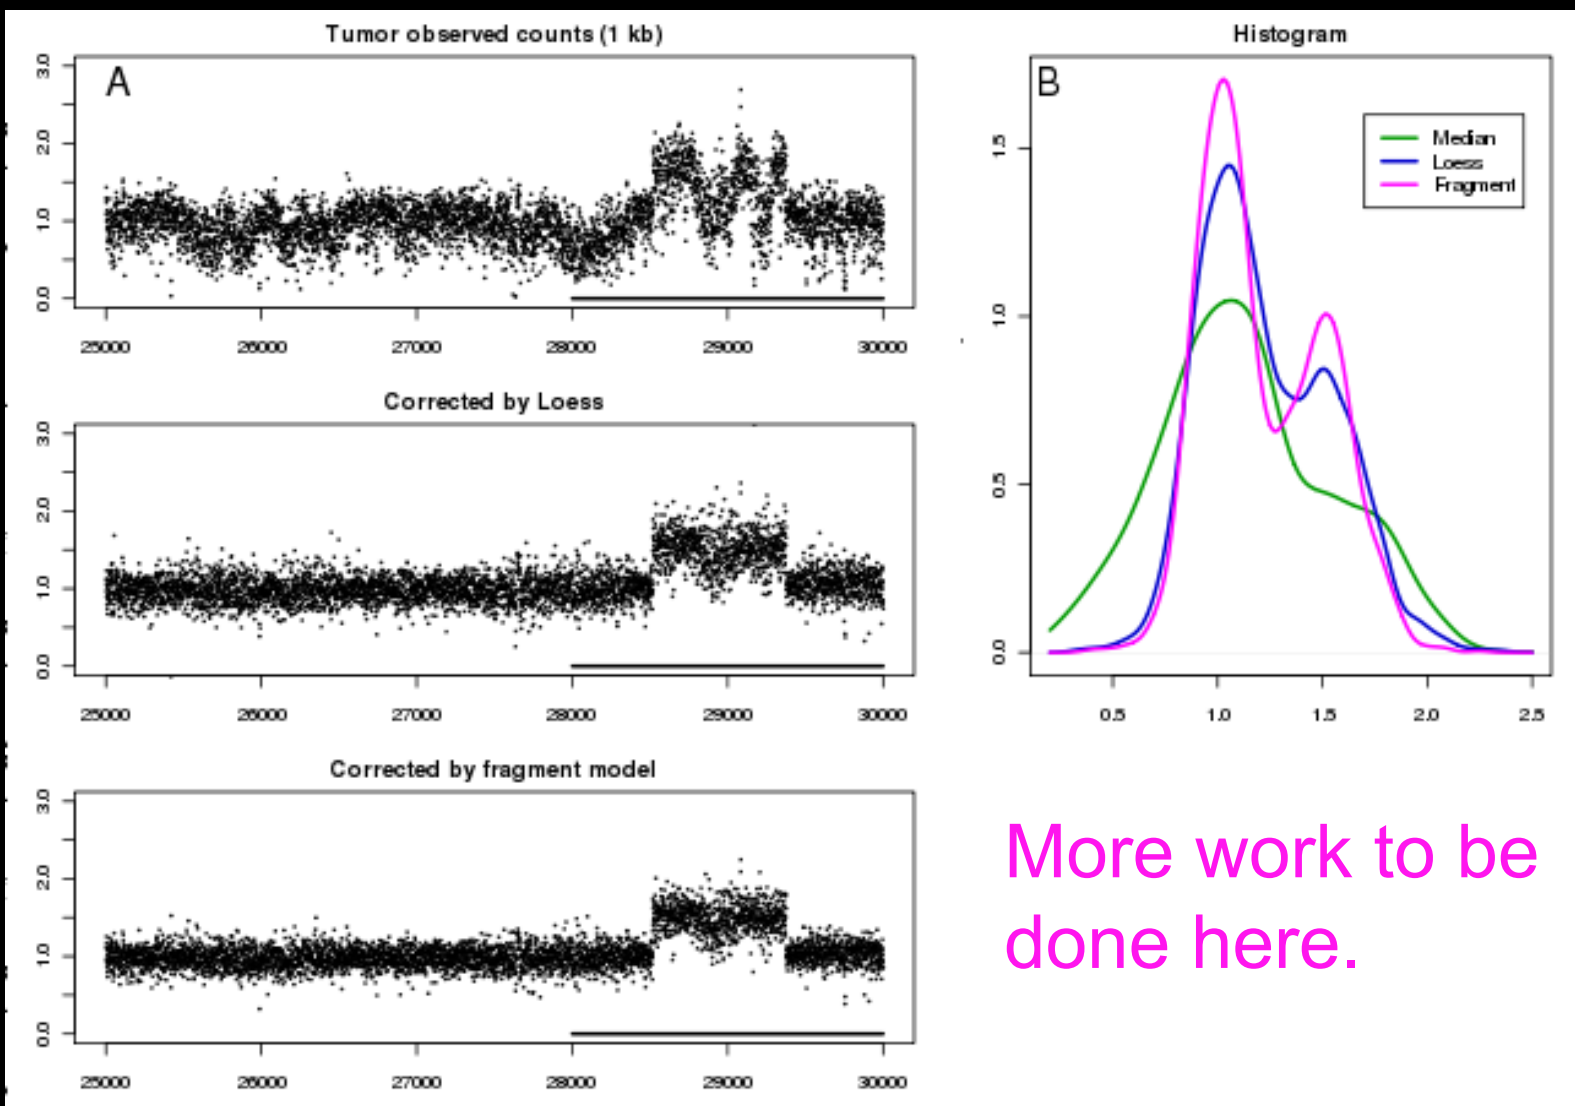 Tumor observed counts (1 kb)
A
3.0
2.0
1.0
0.0
25000 26000 27000 28000 29000 30000
Corrected by Loess
3.0
2.0
1.0
0.0
25000 26000 27000 28000 29000 30000
Corrected by fragment model
3.0
2.0
1.0
0.0
25000 26000 27000 28000 29000 30000
Histogram
B
Median
Loess
Fragment
1.5
1.0
0.5
0.0
0.5 1.0 1.5 2.0 2.5
More work to be
done here.